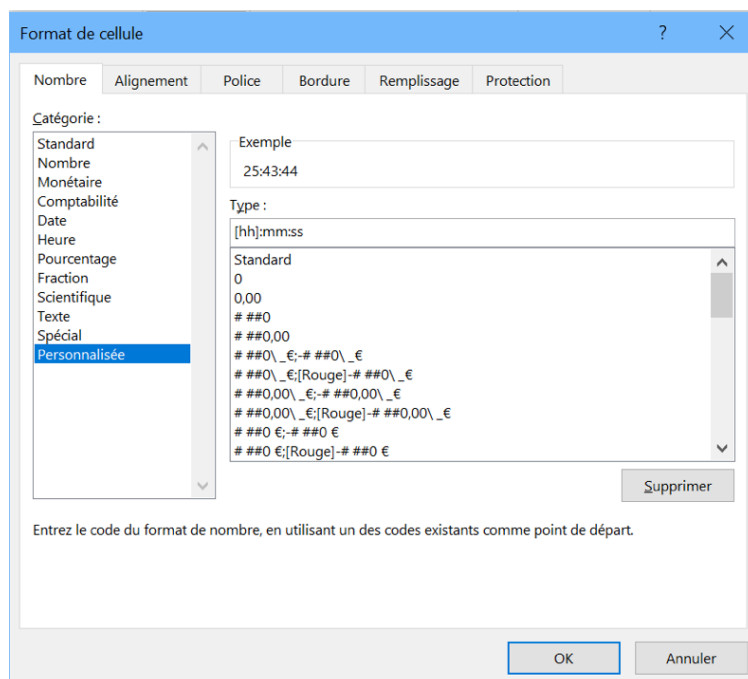 Format de cellule ? ×
Nombre Alignement Police Bordure Remplissage Protection
Catégorie :
Standard
Nombre
Monétaire
Comptabilité
Date
Heure
Pourcentage
Fraction
Scientifique
Texte
Spécial
Personnalisée
Exemple
25:43:44
Type :
[hh]:mm:ss
Standard
0
0,00
# ##0
# ##0,00
# ##0\ _€;-# ##0\ _€
# ##0\ _€;[Rouge]-# ##0\ _€
# ##0,00\ _€;-# ##0,00\ _€
# ##0,00\ _€;[Rouge]-# ##0,00\ _€
# ##0 €;-# ##0 €
# ##0 €;[Rouge]-# ##0 €
Supprimer
Entrez le code du format de nombre, en utilisant un des codes existants comme point de départ.
OK Annuler